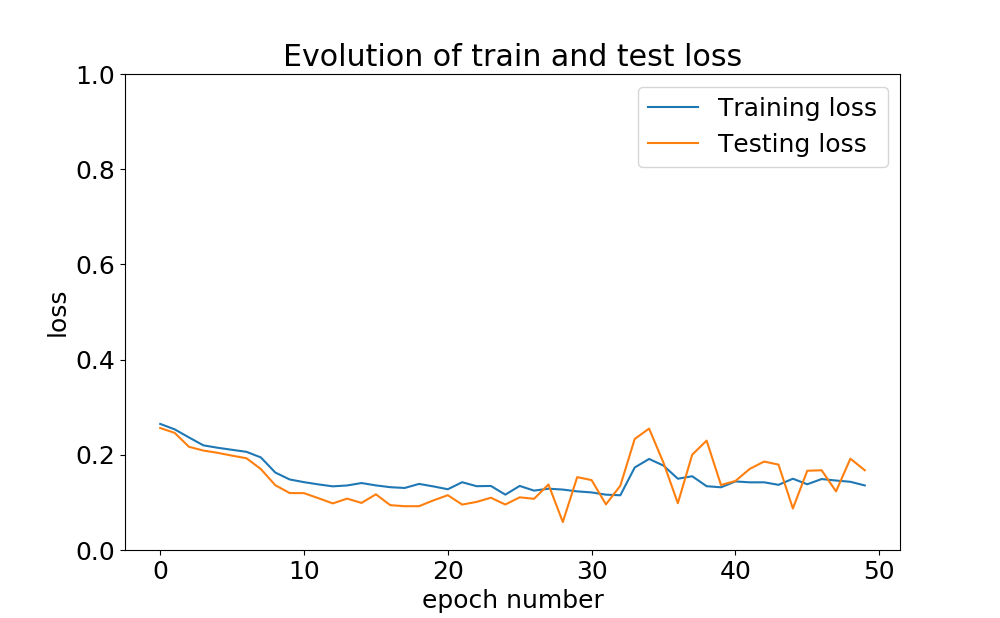 Evolution of train and test loss
1.0
Training loss
Testing loss
0.8
0.6
loss
0.4
0.2
0.0
0 10 20 30 40 50
epoch number